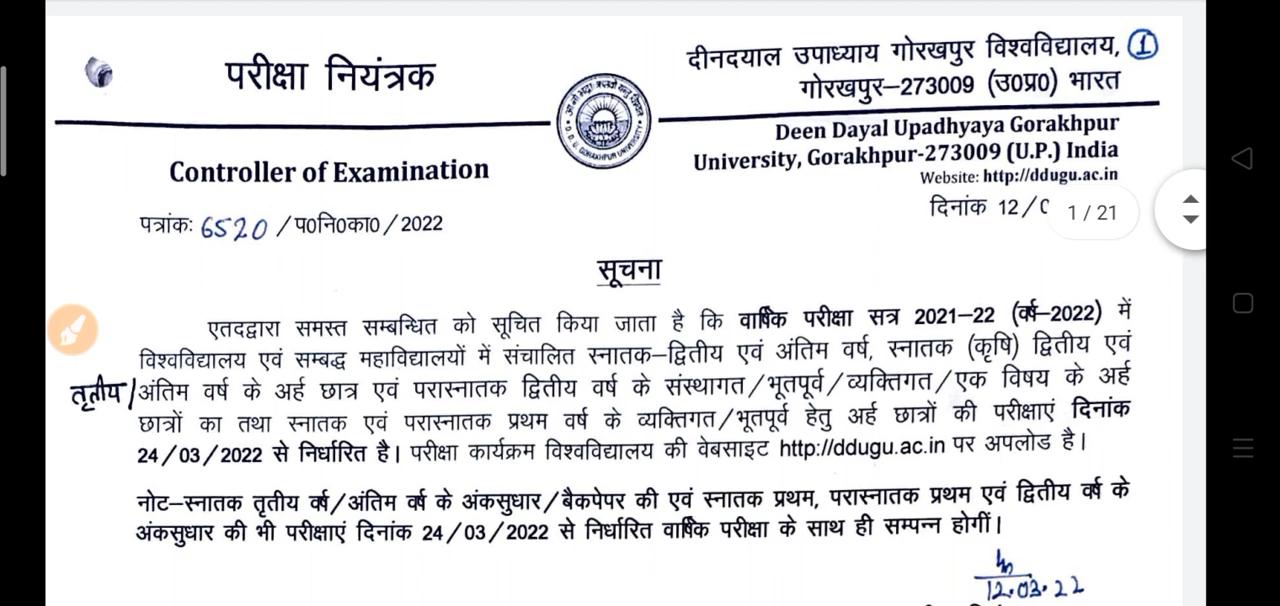 परीक्षा नियंत्रक
दीनदयाल उपाध्याय गोरखपुर विश्वविद्यालय, 1
गोरखपुर–273009 (उ0प्र0) भारत
Controller of Examination
Deen Dayal Upadhyaya Gorakhpur
University, Gorakhpur-273009 (U.P.) India
Website: http://ddugu.ac.in
पत्रांकः 6520 /प0नि0का0/2022
दिनांक 12/0
1 / 21
सूचना
एतदद्वारा समस्त सम्बन्धित को सूचित किया जाता है कि वार्षिक परीक्षा सत्र 2021–22 (वर्ष–2022) में
विश्वविद्यालय एवं सम्बद्ध महाविद्यालयों में संचालित स्नातक–द्वितीय एवं अंतिम वर्ष, स्नातक (कृषि) द्वितीय एवं
तृतीय/अंतिम वर्ष के अर्ह छात्र एवं परास्नातक द्वितीय वर्ष के संस्थागत/भूतपूर्व/व्यक्तिगत/एक विषय के अर्ह
छात्रों का तथा स्नातक एवं परास्नातक प्रथम वर्ष के व्यक्तिगत/भूतपूर्व हेतु अर्ह छात्रों की परीक्षाएं दिनांक
24/03/2022 से निर्धारित है। परीक्षा कार्यक्रम विश्वविद्यालय की वेबसाइट http://ddugu.ac.in पर अपलोड है।
नोट–स्नातक तृतीय वर्ष/अंतिम वर्ष के अंकसुधार/बैकपेपर की एवं स्नातक प्रथम, परास्नातक प्रथम एवं द्वितीय वर्ष के
अंकसुधार की भी परीक्षाएं दिनांक 24/03/2022 से निर्धारित वार्षिक परीक्षा के साथ ही सम्पन्न होगीं।
12.03.22